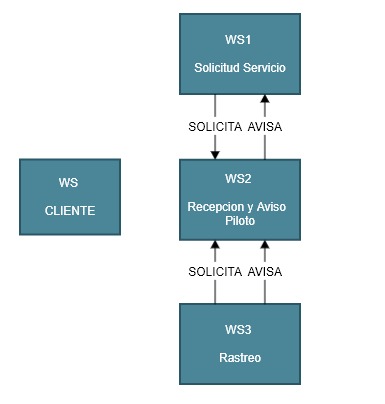 WS1
Solicitud Servicio
SOLICITA AVISA
WS
CLIENTE
WS2
Recepcion y Aviso
Piloto
SOLICITA AVISA
WS3
Rastreo